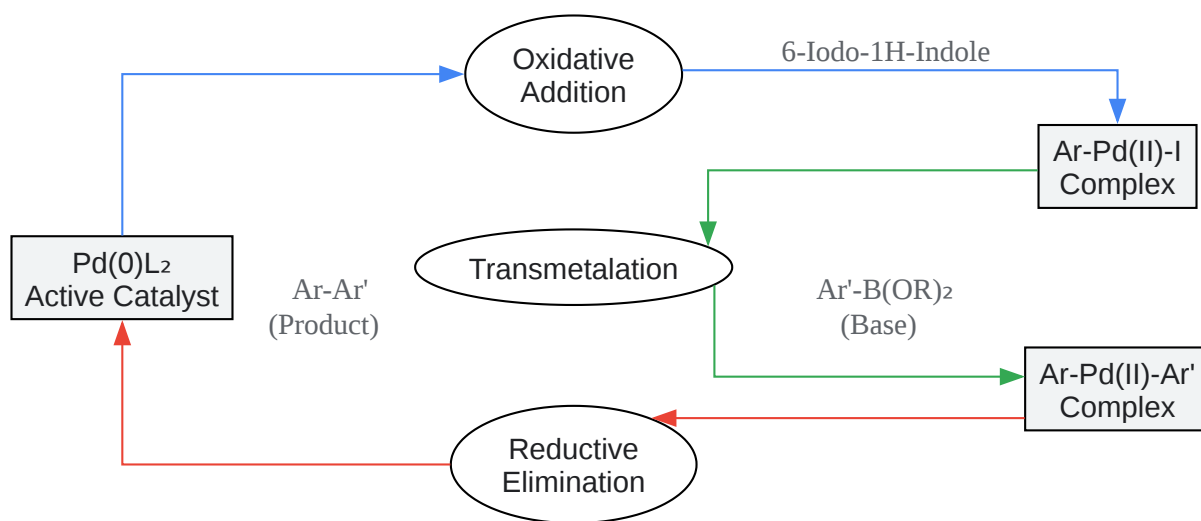 Oxidative
Addition
6-Iodo-1H-Indole
Ar-Pd(II)-I
Complex
Pd(0)L₂
Active Catalyst
Ar-Ar'
(Product)
Transmetalation
Ar'-B(OR)₂
(Base)
Ar-Pd(II)-Ar'
Complex
Reductive
Elimination